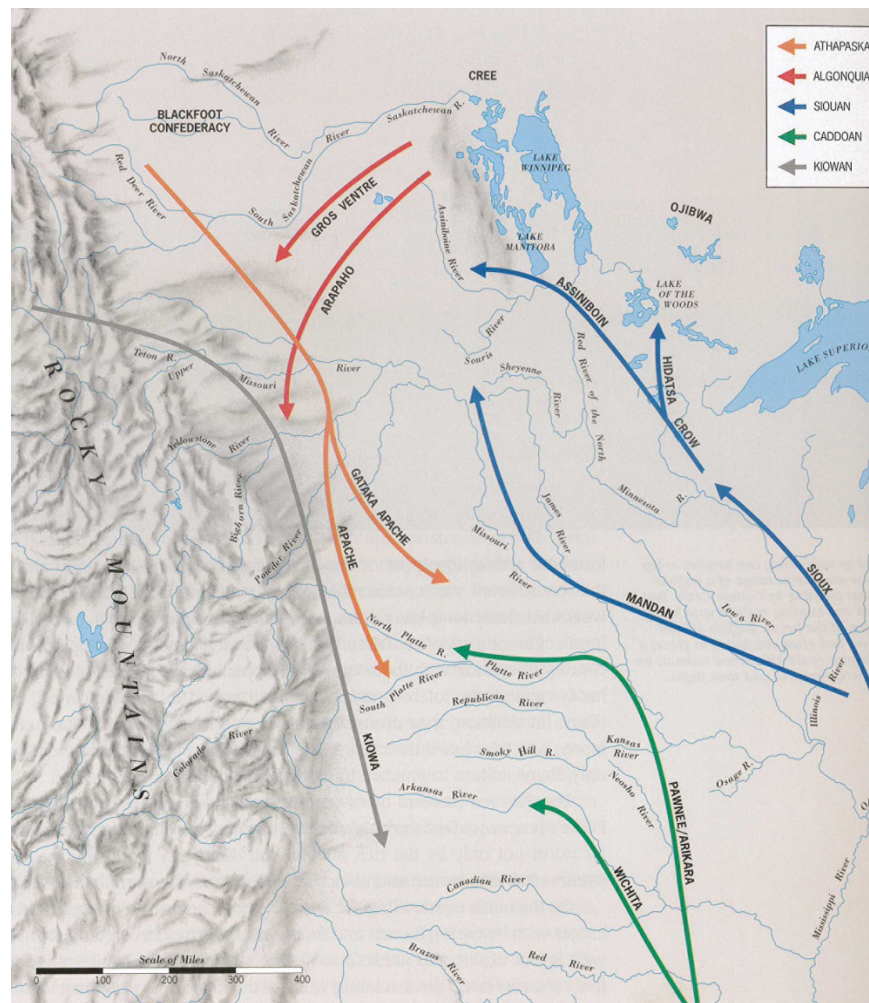 ATHAPASKA
ALGONQUIA
SIOUAN
CADDOAN
KIOWAN
North
Saskatchewan
River
BLACKFOOT
CONFEDERACY
CREE
Saskatchewan R.
River
South
Saskatchewan
Red Deer River
LAKE
WINNIPEG
OJIBWA
GROS VENTRE
Assiniboine River
LAKE
MANITOBA
ARAPAHO
ASSINIBOIN
LAKE
OF THE
WOODS
LAKE SUPERIO
HIDATSA
CROW
Souris
River
Red River of the North
Teton R.
Upper
Missouri
River
Sheyenne
River
ROCKY
MOUNTAINS
Yellowstone River
Bighorn River
Powder River
GATAKA APACHE
APACHE
James
River
Minnesota R.
Missouri
River
MANDAN
SIOUX
Iowa River
Illinois River
North Platte R.
Platte River
South Platte River
Republican
River
KIOWA
Smoky Hill R.
Kansas
River
Colorado River
Arkansas River
Neosho
River
Osage R.
PAWNEE/ARIKARA
WICHITA
Canadian River
Mississippi River
Brazos
River
Red River
Scale of Miles
0 100 200 300 400